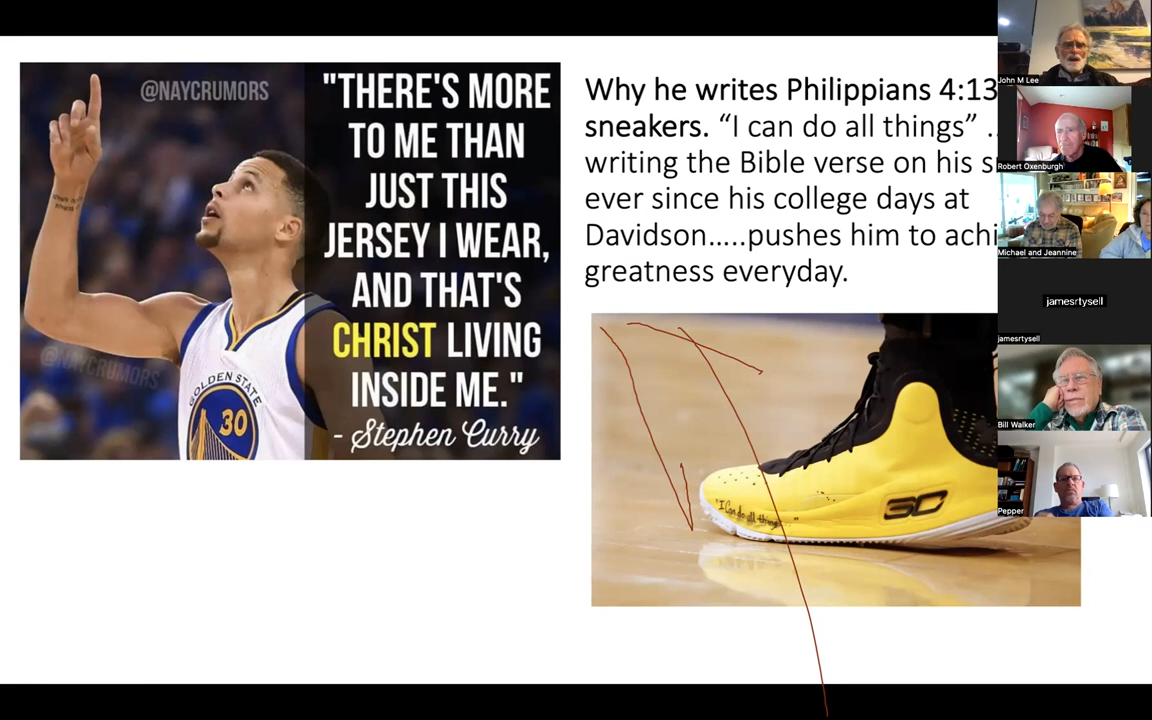 @NAYCRUMORS
"THERE'S MORE
TO ME THAN
JUST THIS
JERSEY I WEAR,
AND THAT'S
CHRIST LIVING
INSIDE ME."
- Stephen Curry
@NAYCRUMORS
GOLDEN STATE
30
Why he writes Philippians 4:13
sneakers. “I can do all things” ..
writing the Bible verse on his s
ever since his college days at
Davidson…..pushes him to achi
greatness everyday.
"I Can do all things..."
John M Lee
Robert Oxenburgh
Michael and Jeannine
jamesrtysell
jamesrtysell
Bill Walker
Pepper